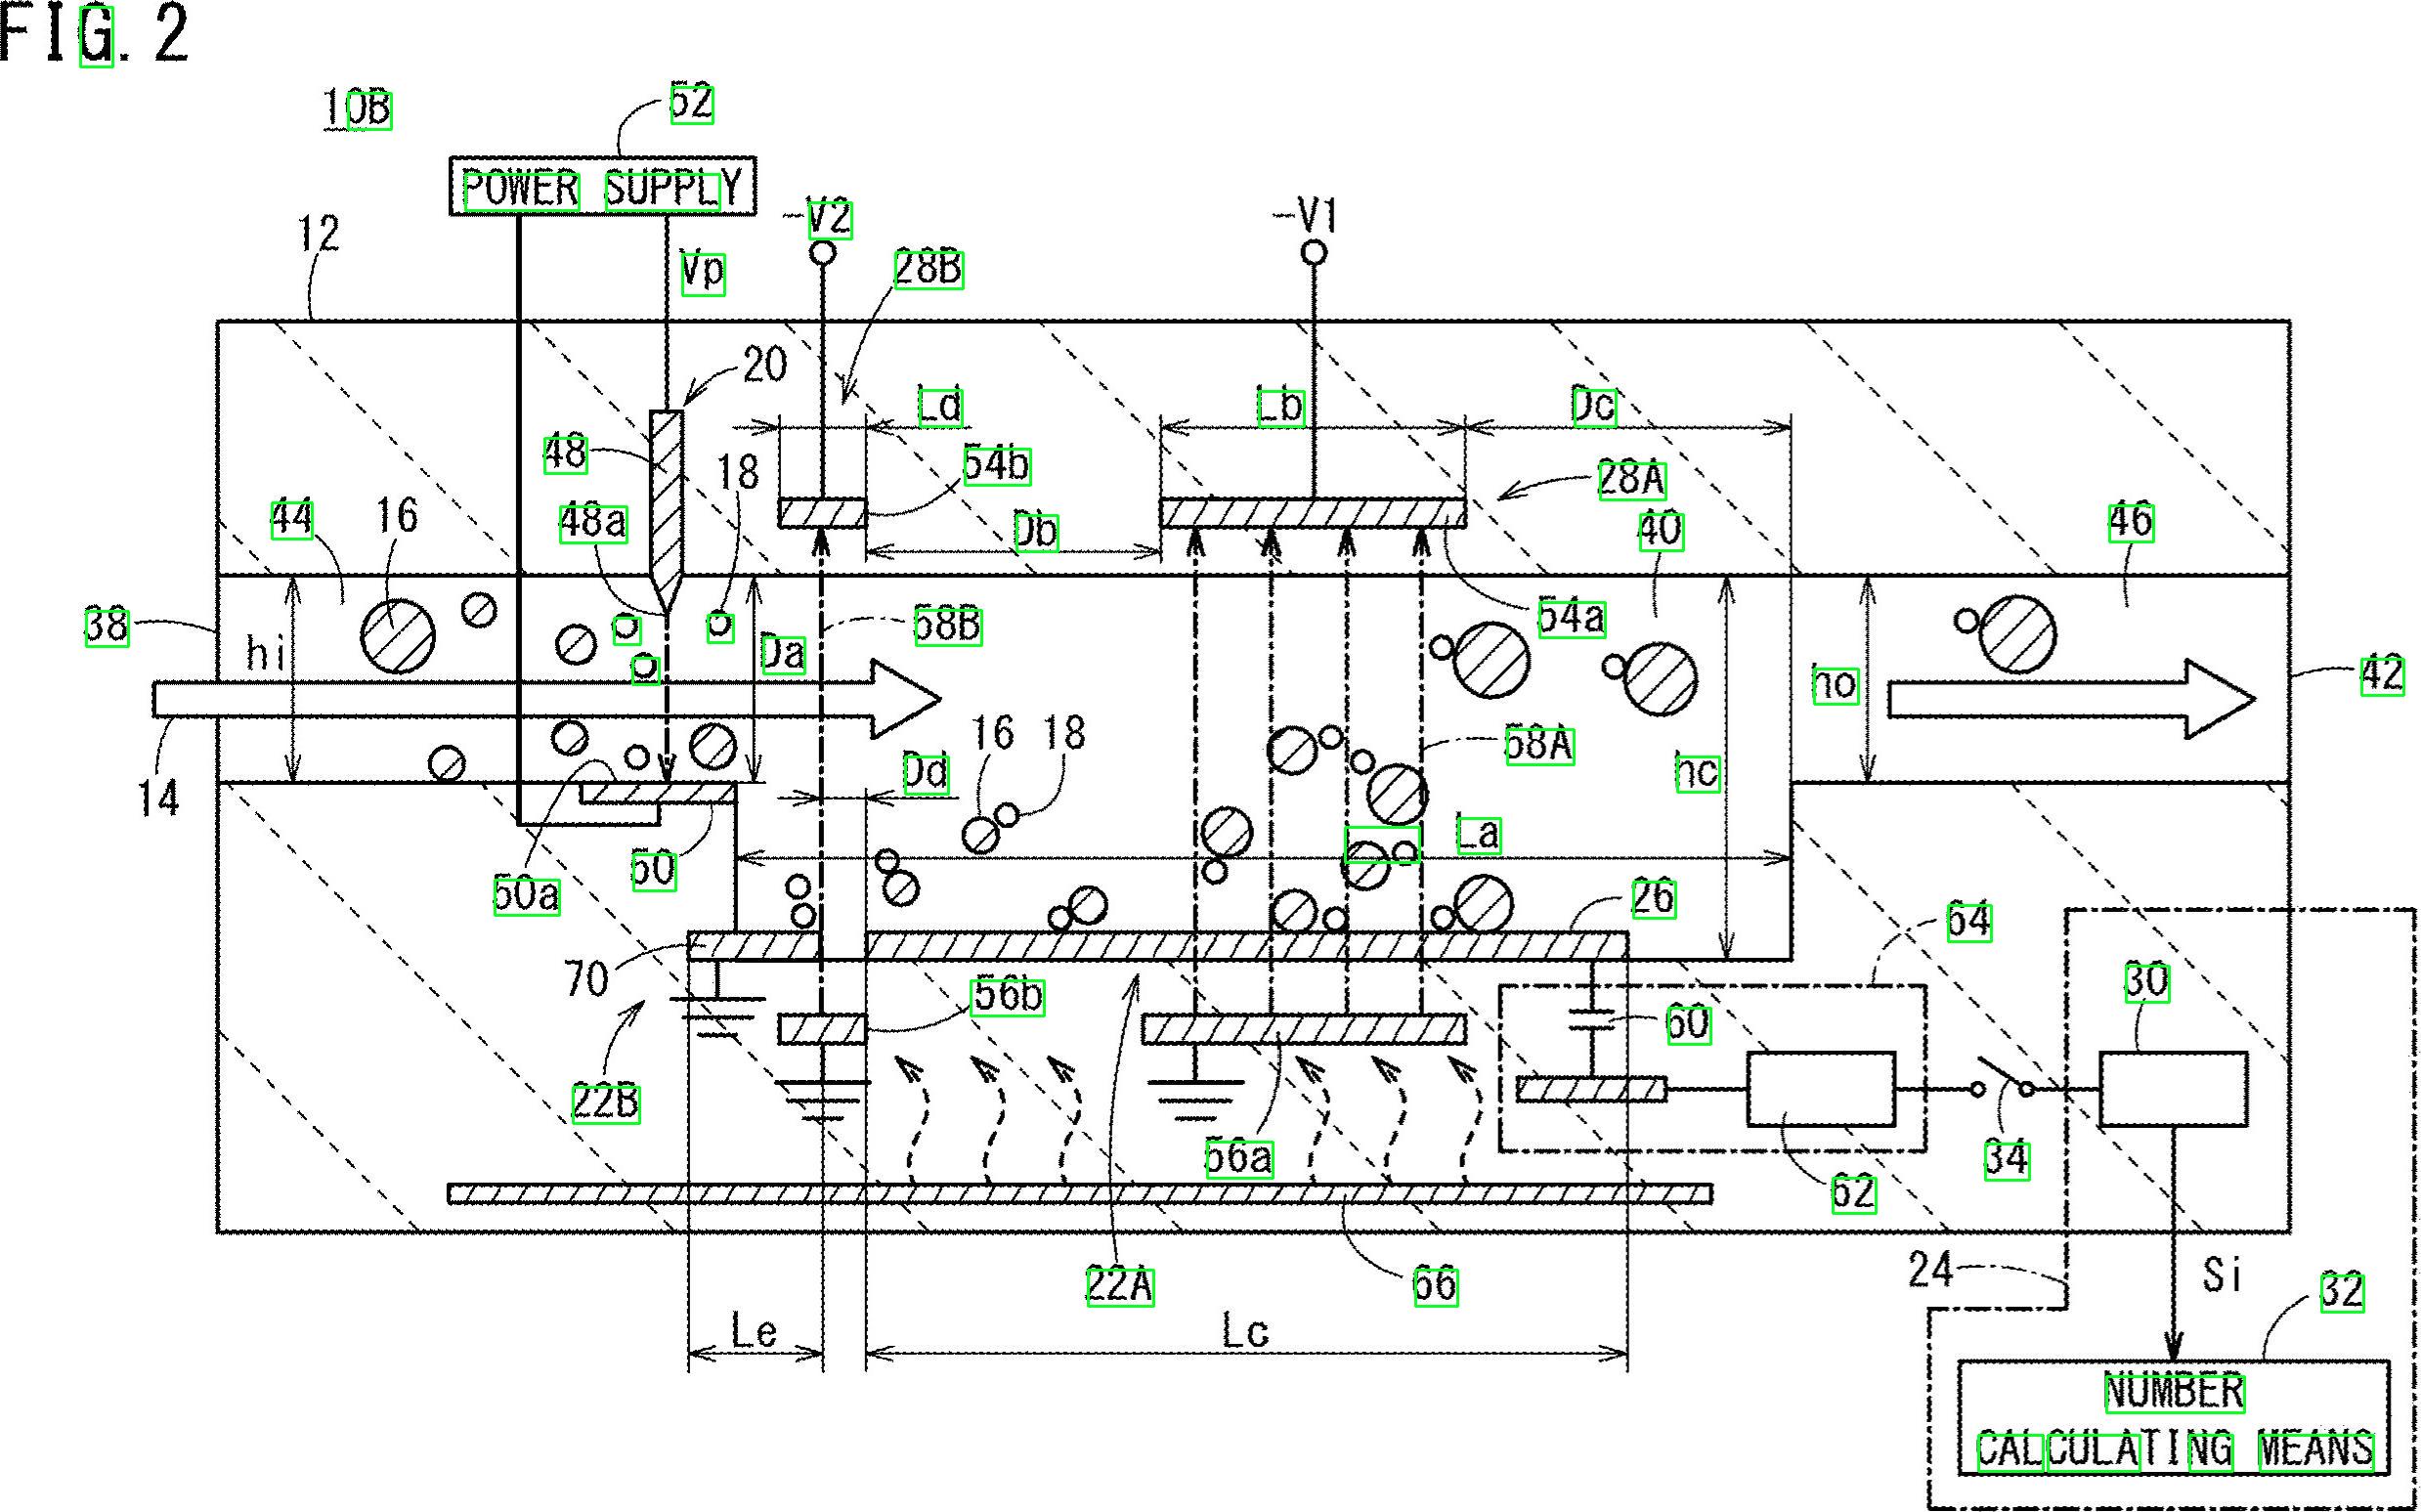 FIG. 2
10B
52
POWER SUPPLY
-V2
-V1
12
Vp
28B
20
Ld
Lb
Dc
48
18
54b
28A
44
16
48a
Db
40
46
38
hi
Da
58B
54a
ho
42
14
16
18
58A
Dd
hc
La
50
50a
26
64
70
56b
30
60
22B
56a
34
62
22A
66
24
Si
32
Le
Lc
NUMBER
CALCULATING MEANS